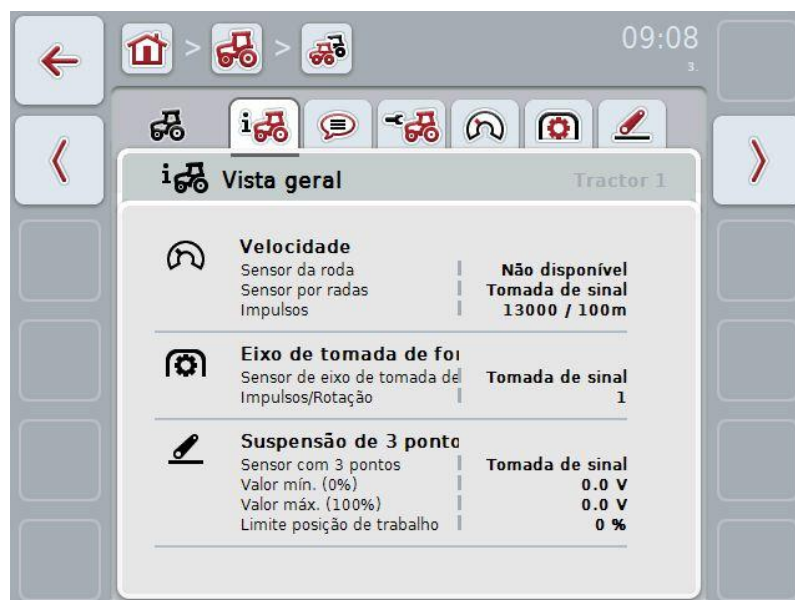 09:08
3.
Vista geral
Tractor 1
Velocidade
Sensor da roda Não disponível
Sensor por radas Tomada de sinal
Impulsos 13000 / 100m
Eixo de tomada de for
Sensor de eixo de tomada de Tomada de sinal
Impulsos/Rotação 1
Suspensão de 3 ponto
Sensor com 3 pontos Tomada de sinal
Valor mín. (0%) 0.0 V
Valor máx. (100%) 0.0 V
Limite posição de trabalho 0 %